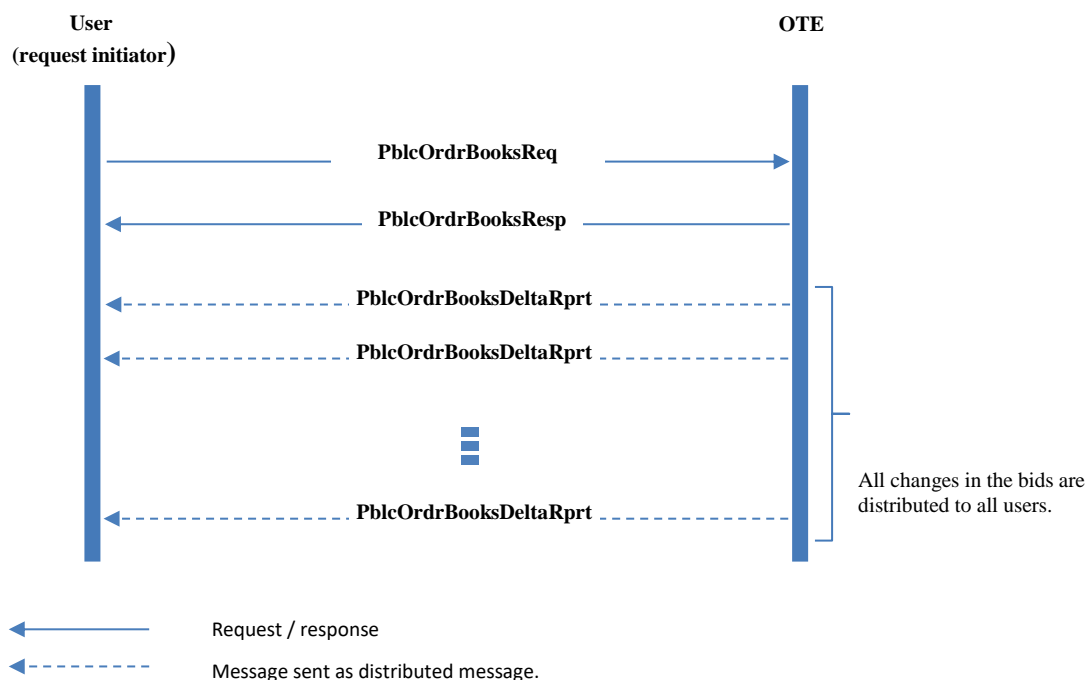 User
(request initiator)
OTE
PblcOrdrBooksReq
PblcOrdrBooksResp
PblcOrdrBooksDeltaRprt
PblcOrdrBooksDeltaRprt
All changes in the bids are
distributed to all users.
PblcOrdrBooksDeltaRprt
Request / response
Message sent as distributed message.